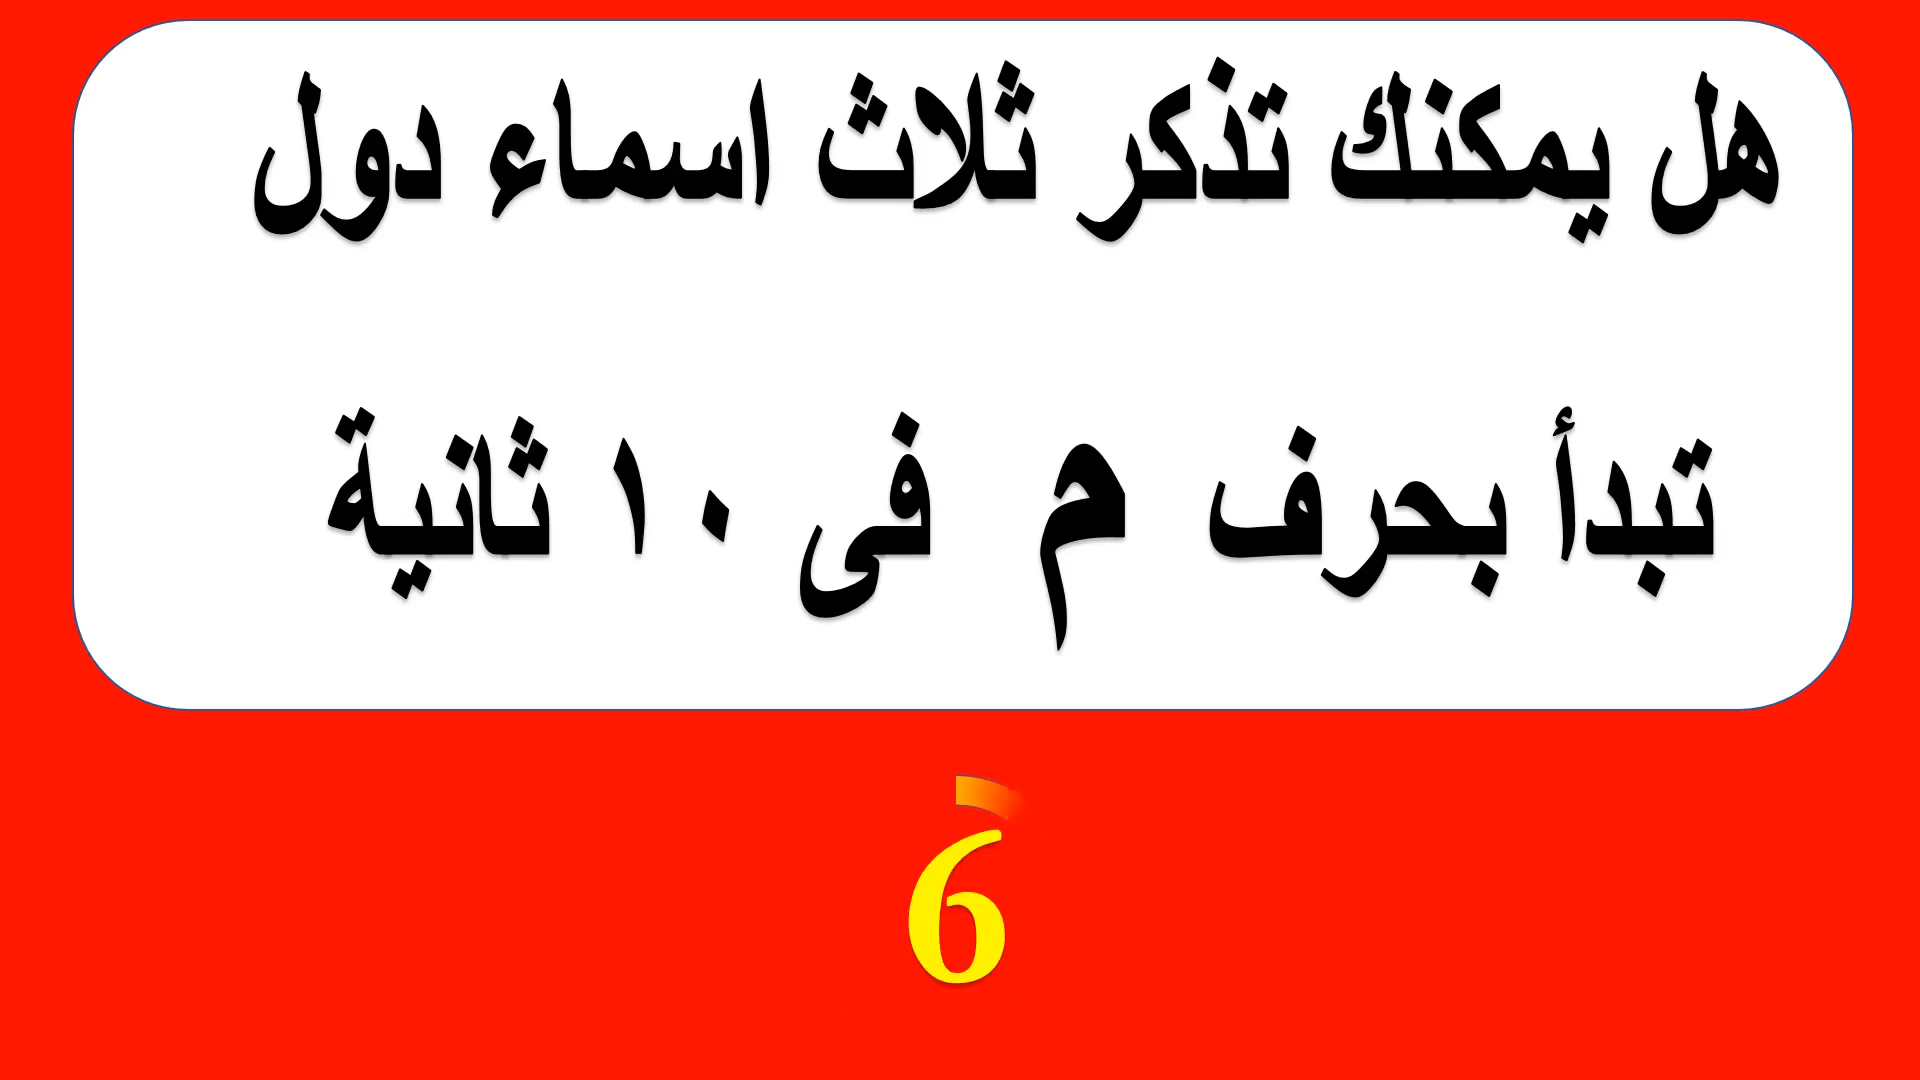 هل يمكنك تذكر ثلاث اسماء دول
تبدأ بحرف م فى ١٠ ثانية
6